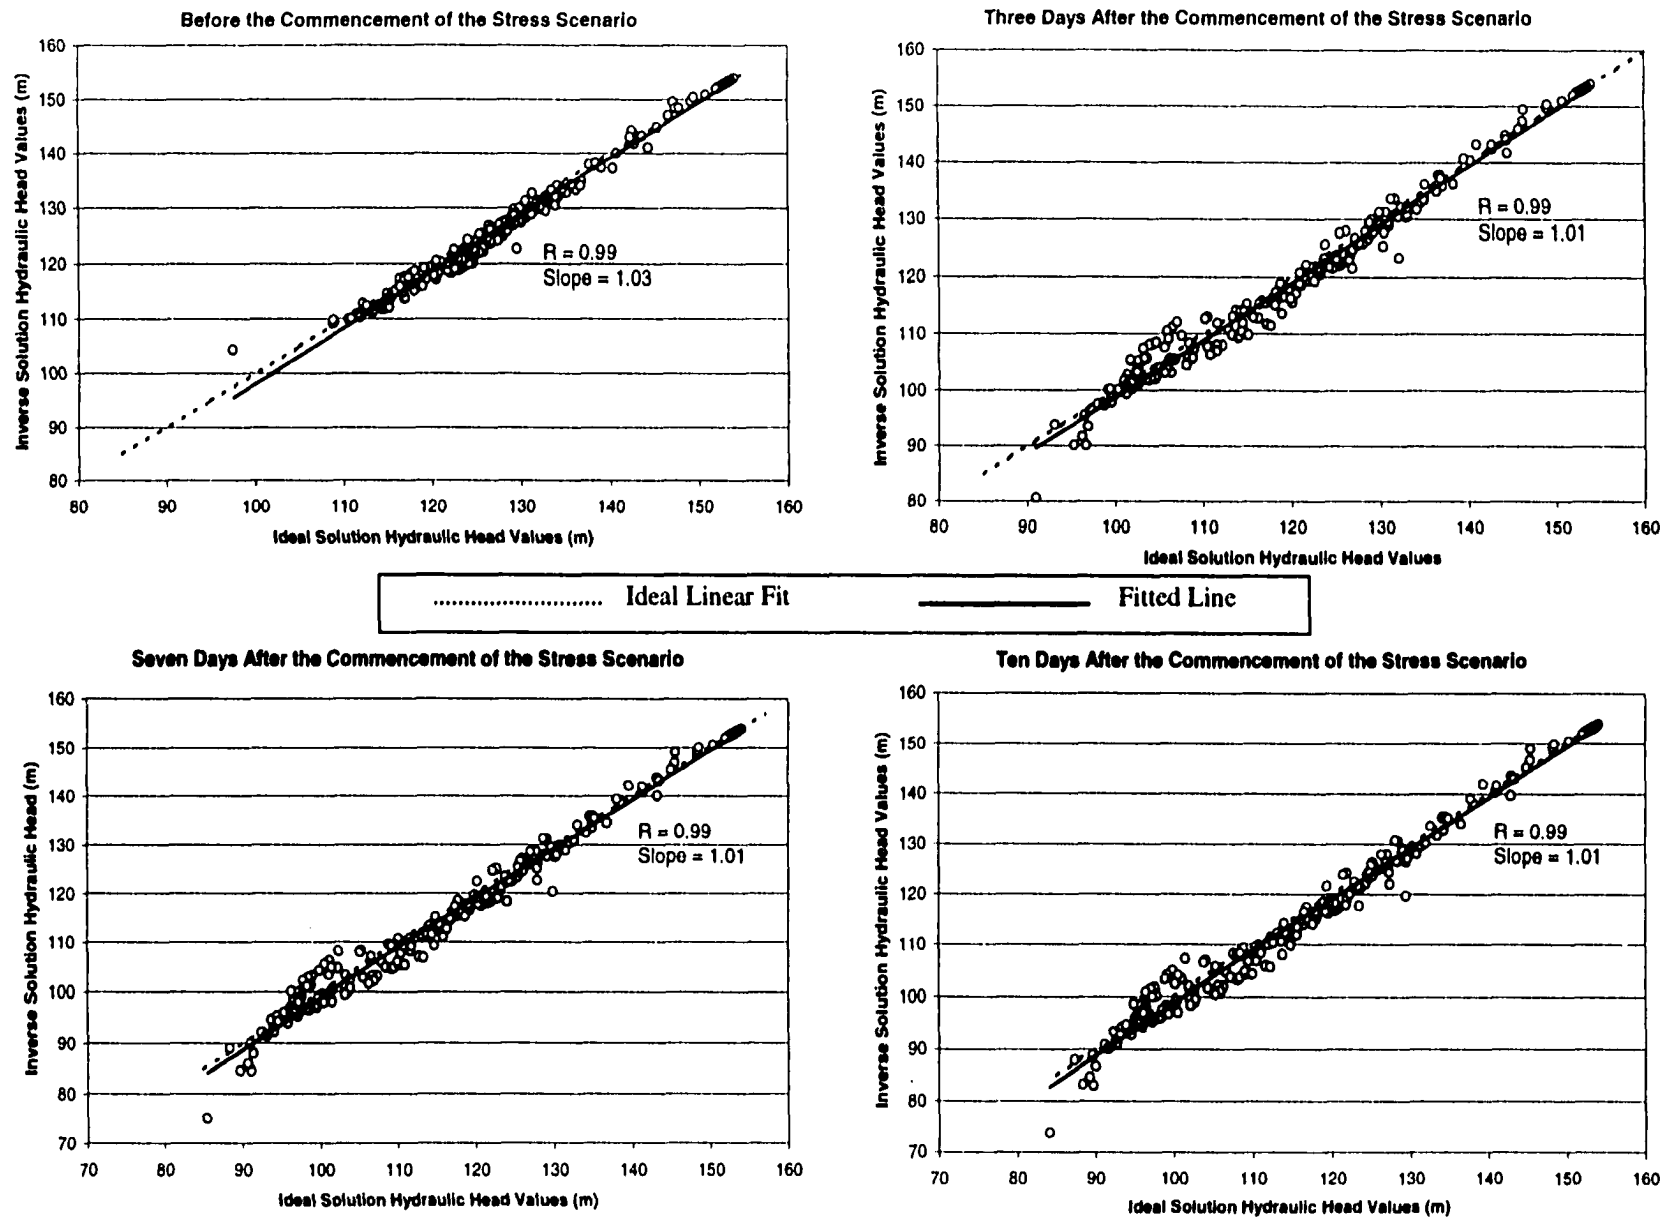 Before the Commencement of the Stress Scenario
Inverse Solution Hydraulic Head Values (m)
160
150
140
130
120
110
100
90
80
R = 0.99
Slope = 1.03
80 90 100 110 120 130 140 150 160
Ideal Solution Hydraulic Head Values (m)
Three Days After the Commencement of the Stress Scenario
Inverse Solution Hydraulic Head Values (m)
160
150
140
130
120
110
100
90
80
R = 0.99
Slope = 1.01
80 90 100 110 120 130 140 150 160
Ideal Solution Hydraulic Head Values
Ideal Linear Fit Fitted Line
Seven Days After the Commencement of the Stress Scenario
Inverse Solution Hydraulic Head (m)
160
150
140
130
120
110
100
90
80
70
R = 0.99
Slope = 1.01
70 80 90 100 110 120 130 140 150 160
Ideal Solution Hydraulic Head Values (m)
Ten Days After the Commencement of the Stress Scenario
Inverse Solution Hydraulic Head Values (m)
160
150
140
130
120
110
100
90
80
70
R = 0.99
Slope = 1.01
70 80 90 100 110 120 130 140 150 160
Ideal Solution Hydraulic Head Values (m)